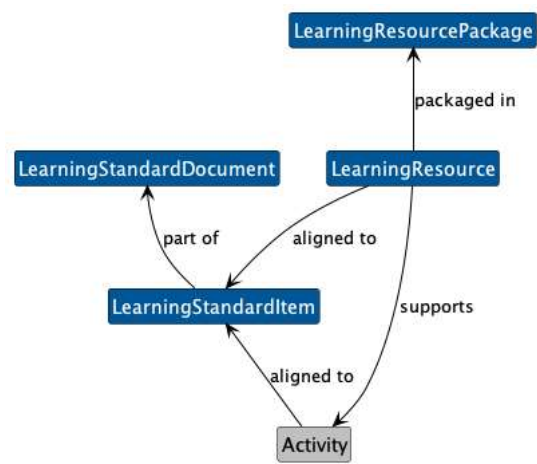 LearningResourcePackage
packaged in
LearningStandardDocument
LearningResource
part of
aligned to
LearningStandardItem
supports
aligned to
Activity